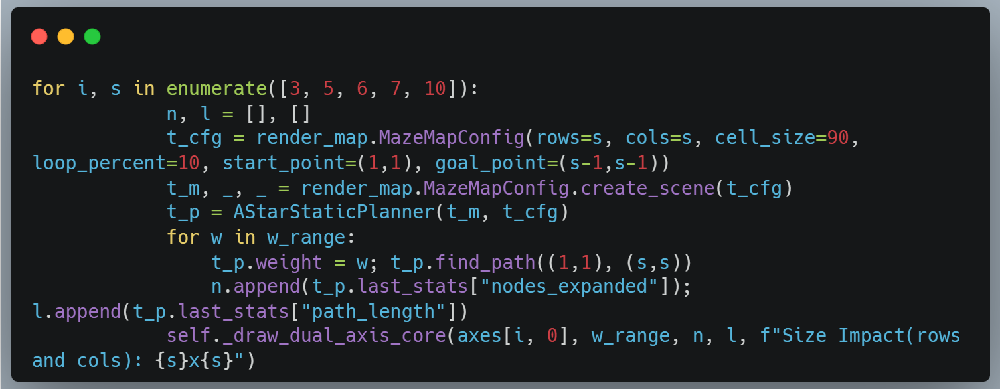 for i, s in enumerate([3, 5, 6, 7, 10]):
            n, l = [], []
            t_cfg = render_map.MazeMapConfig(rows=s, cols=s, cell_size=90,
loop_percent=10, start_point=(1,1), goal_point=(s-1,s-1))
            t_m, _, _ = render_map.MazeMapConfig.create_scene(t_cfg)
            t_p = AStarStaticPlanner(t_m, t_cfg)
            for w in w_range:
                t_p.weight = w; t_p.find_path((1,1), (s,s))
                n.append(t_p.last_stats["nodes_expanded"]);
l.append(t_p.last_stats["path_length"])
            self._draw_dual_axis_core(axes[i, 0], w_range, n, l, f"Size Impact(rows
and cols): {s}x{s}")